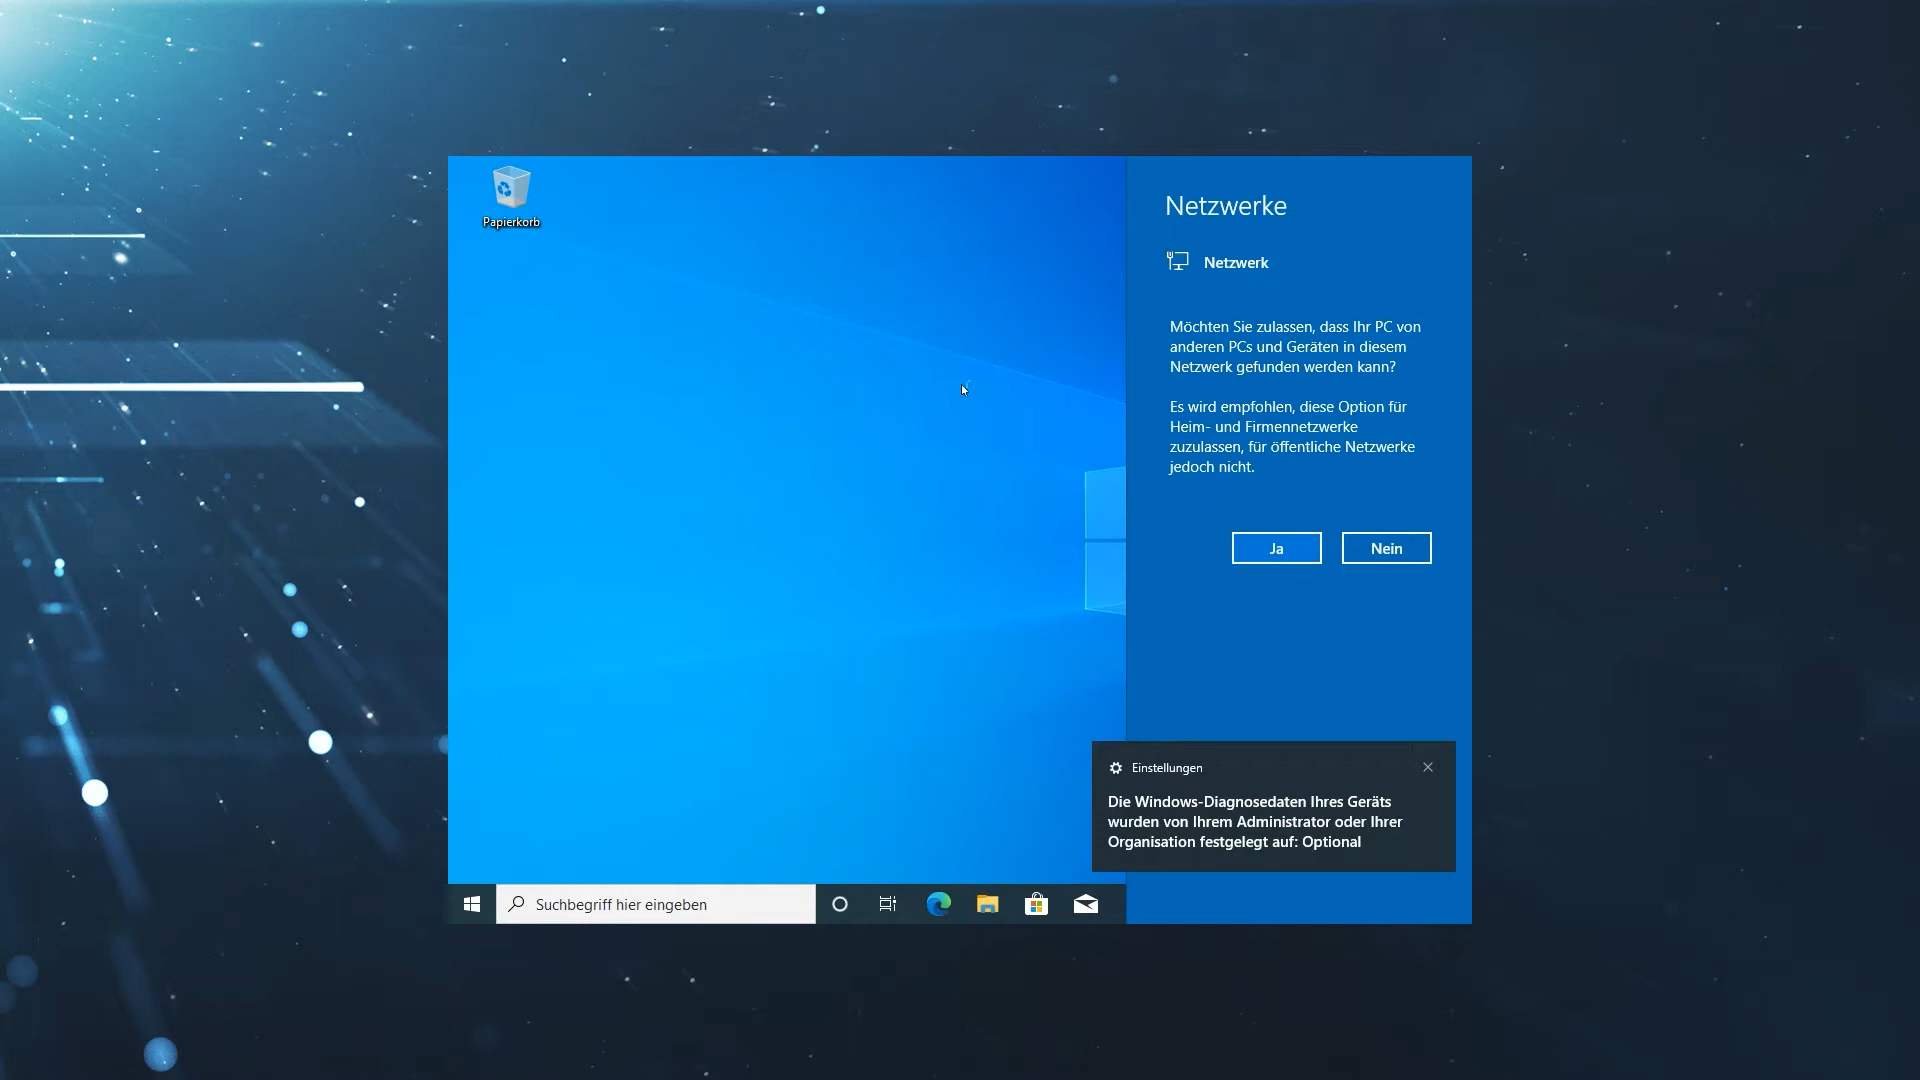 Papierkorb
Netzwerke
Netzwerk
Möchten Sie zulassen, dass Ihr PC von
anderen PCs und Geräten in diesem
Netzwerk gefunden werden kann?
Es wird empfohlen, diese Option für
Heim- und Firmennetzwerke
zuzulassen, für öffentliche Netzwerke
jedoch nicht.
Ja
Nein
Einstellungen
Die Windows-Diagnosedaten Ihres Geräts
wurden von Ihrem Administrator oder Ihrer
Organisation festgelegt auf: Optional
Suchbegriff hier eingeben